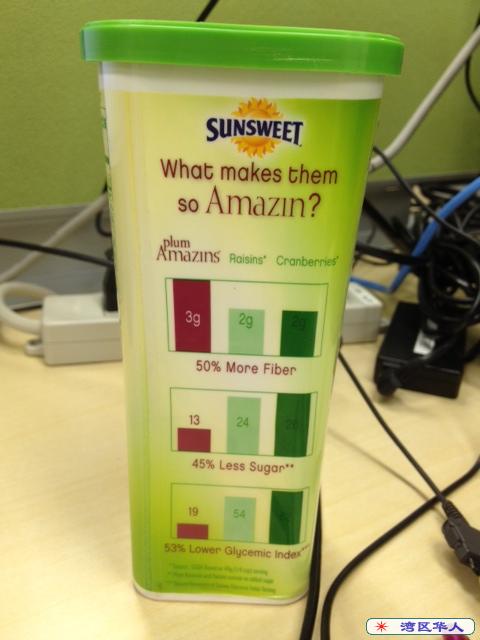 SUNSWEET
What makes them
so Amazin?
plum
Amazins Raisins* Cranberries*
3g 2g 2g
50% More Fiber
13 24 26
45% Less Sugar**
19 54
53% Lower Glycemic Index
湾区华人